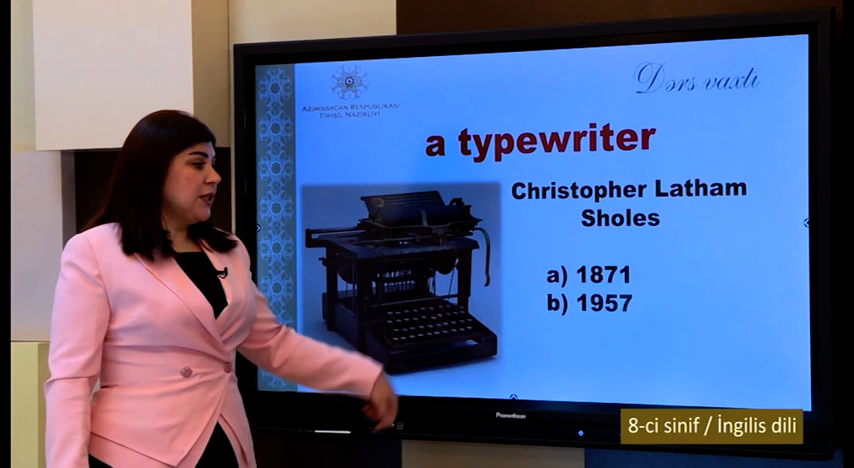 AZƏRBAYCAN RESPUBLİKASI
TƏHSİL NAZİRLİYİ
Dərs vaxtı
a typewriter
Christopher Latham
Sholes
a) 1871
b) 1957
Promethean
8-ci sinif / İngilis dili